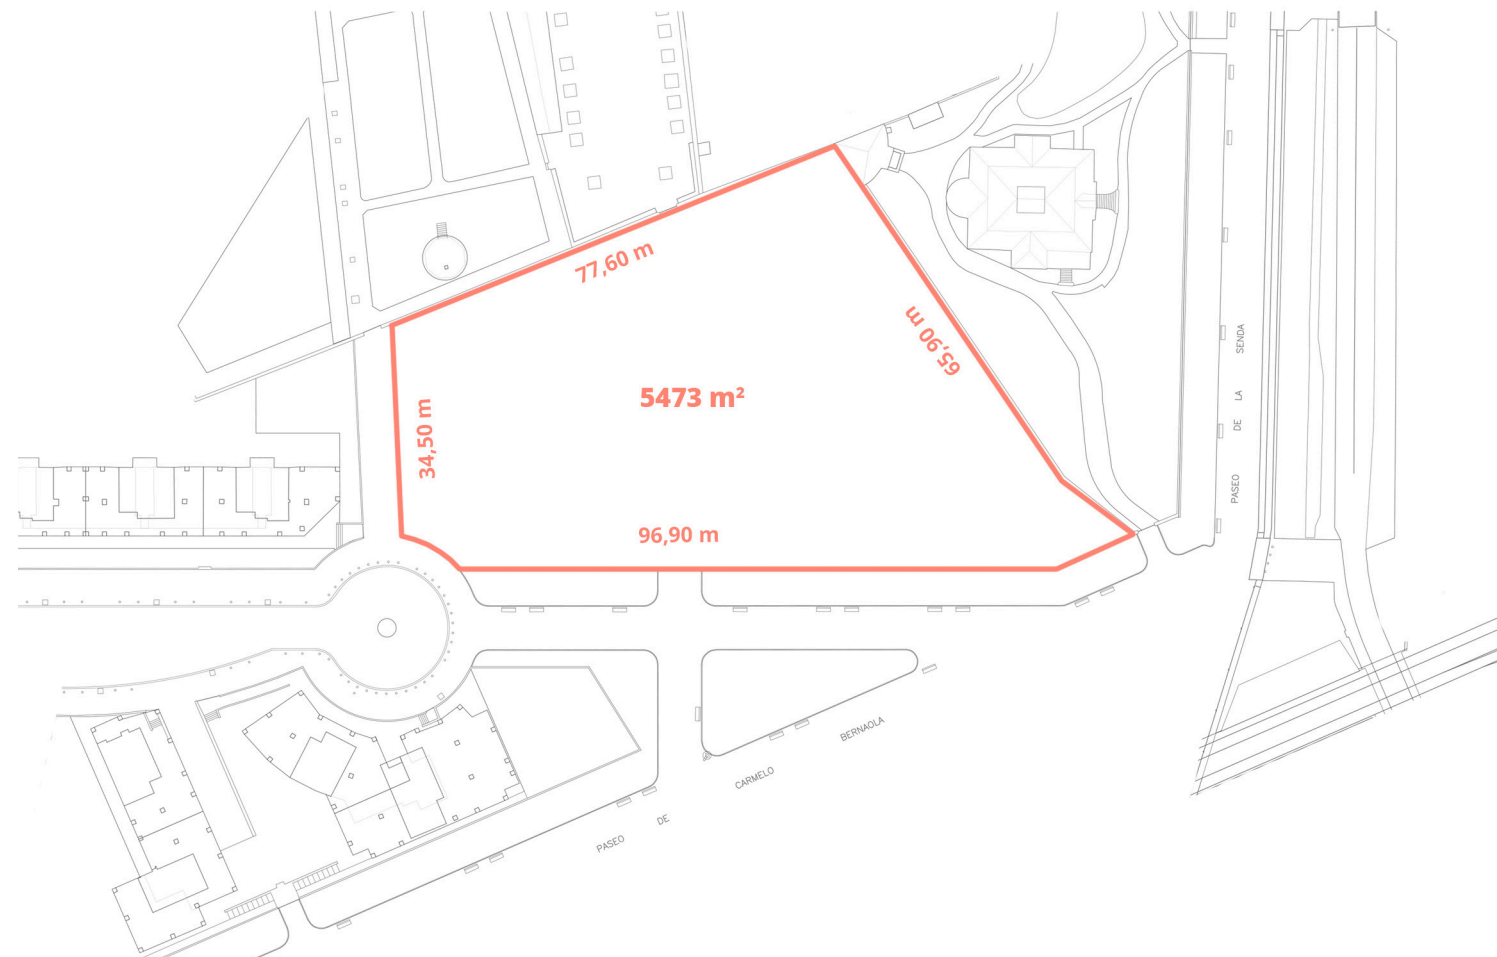 77,60 m
65,90 m
5473 m²
34,50 m
96,90 m
PASEO DE LA SENDA
PASEO DE CARMELO BERNAOLA